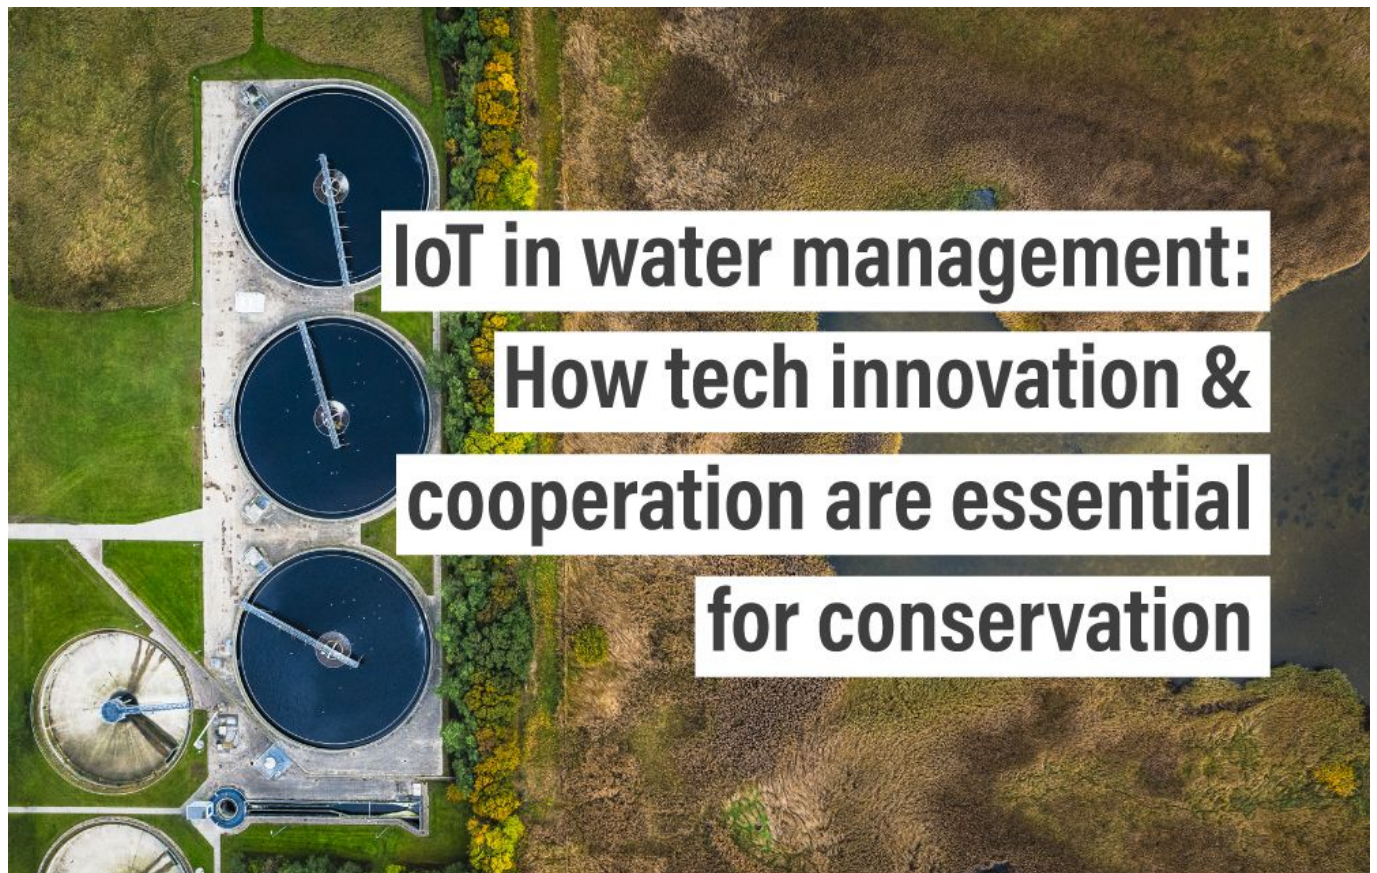 IoT in water management:
How tech innovation &
cooperation are essential
for conservation